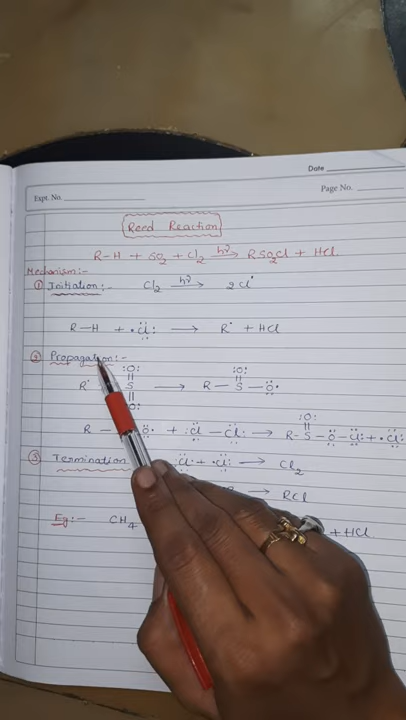 Date
Expt. No.
Page No.
Reed Reaction
R-H + SO₂ + Cl₂ —hν→ RSO₂Cl + HCl
Mechanism:-
① Initiation:- Cl₂ —hν→ 2Cl•
R-H + •Cl: → R• + HCl
② Propagation:-
R• :O: S :O: → R-S-O• :O:
R O• + :Cl-Cl: → R-S-O-Cl: + •Cl: :O:
③ Termination Cl: + •Cl: → Cl₂
→ RCl
Eg:- CH₄ + HCl